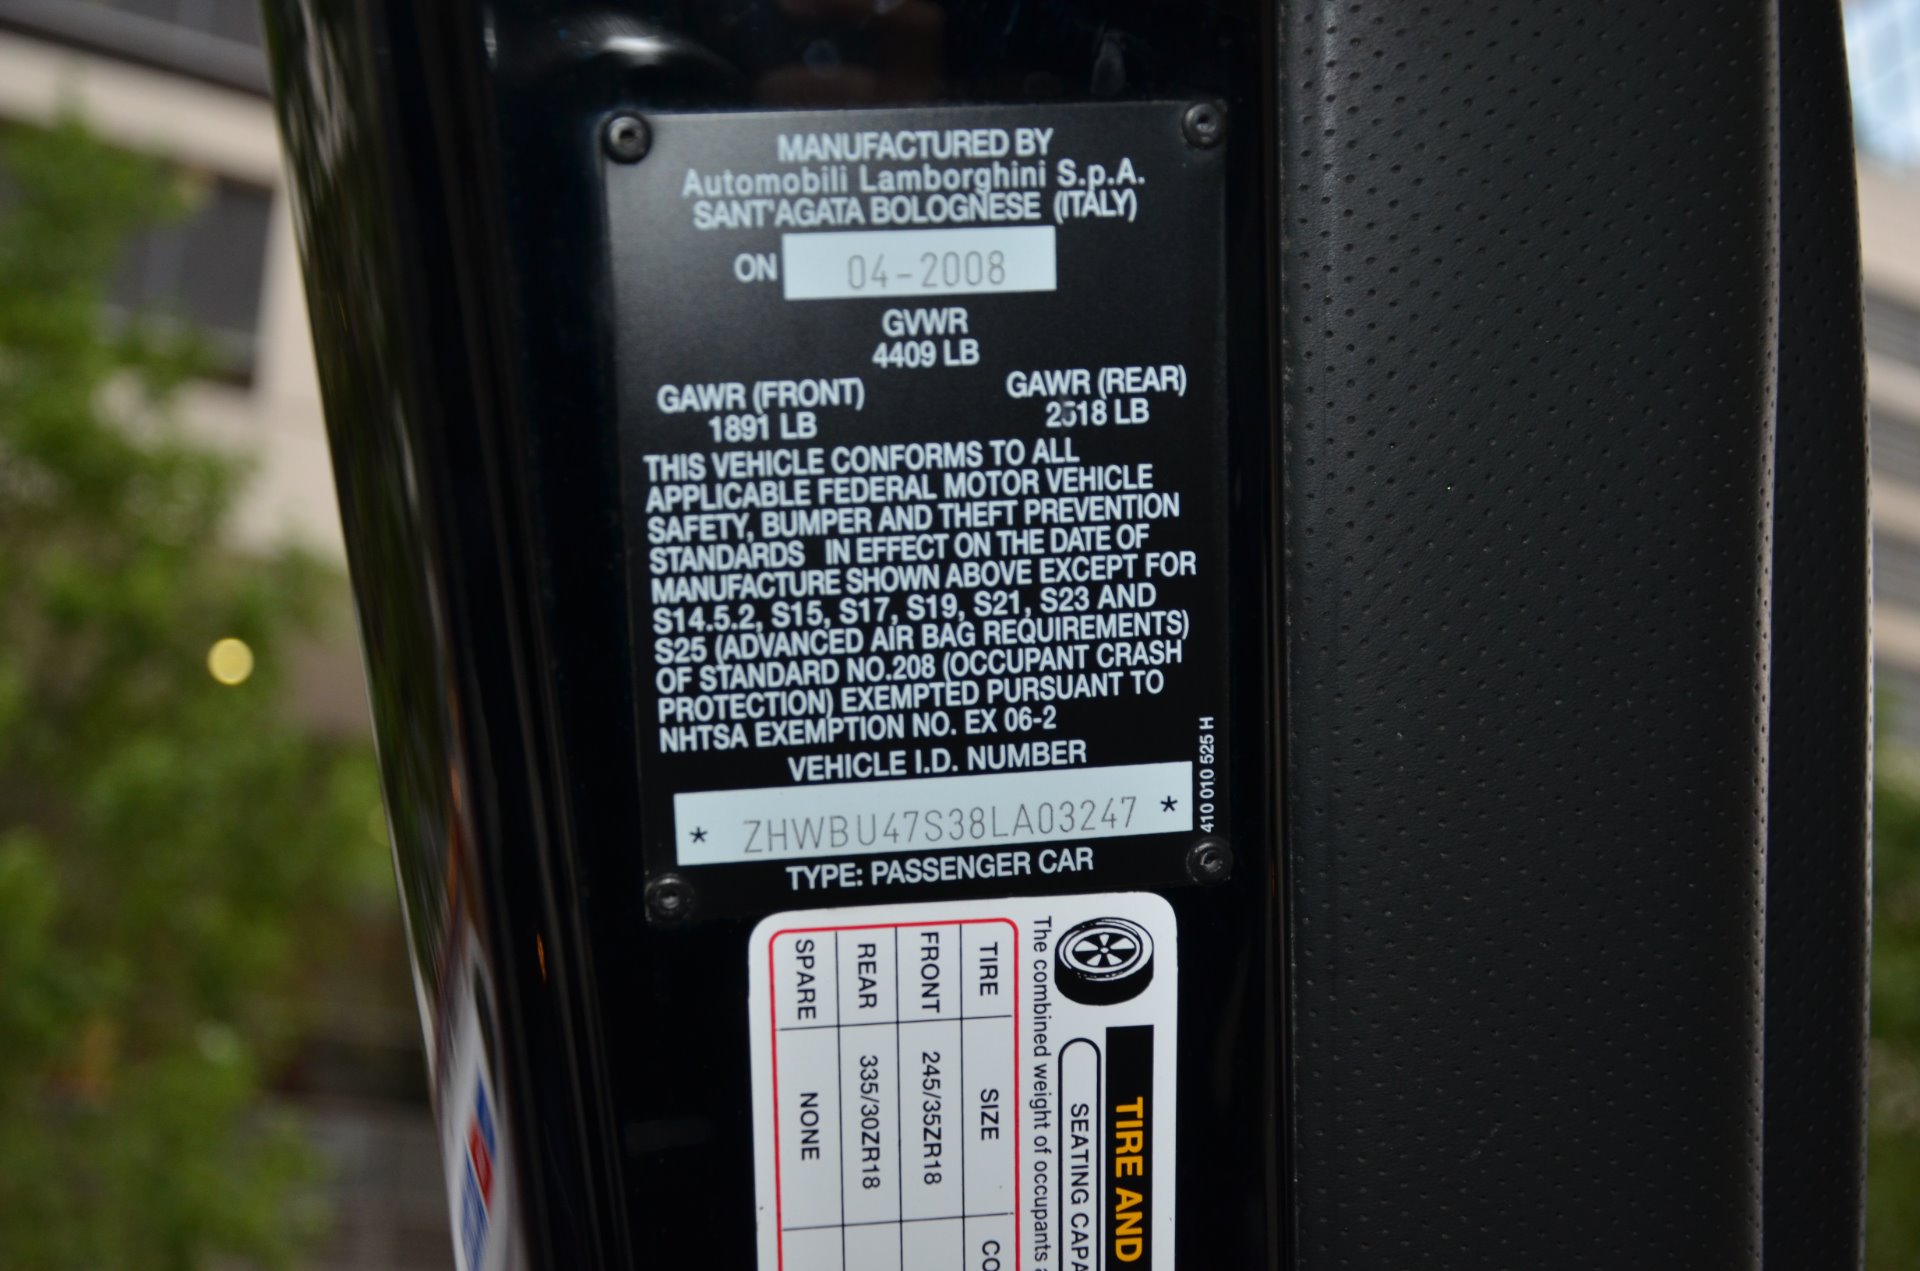 MANUFACTURED BY
Automobili Lamborghini S.p.A.
SANT'AGATA BOLOGNESE (ITALY)
ON 04-2008
GVWR
4409 LB
GAWR (FRONT) GAWR (REAR)
1891 LB 2518 LB
THIS VEHICLE CONFORMS TO ALL
APPLICABLE FEDERAL MOTOR VEHICLE
SAFETY, BUMPER AND THEFT PREVENTION
STANDARDS IN EFFECT ON THE DATE OF
MANUFACTURE SHOWN ABOVE EXCEPT FOR
S14.5.2, S15, S17, S19, S21, S23 AND
S25 (ADVANCED AIR BAG REQUIREMENTS)
OF STANDARD NO.208 (OCCUPANT CRASH
PROTECTION) EXEMPTED PURSUANT TO
NHTSA EXEMPTION NO. EX 06-2
VEHICLE I.D. NUMBER
* ZHWBU47S38LA03247 *
TYPE: PASSENGER CAR
410 010 525 H
TIRE AND
SEATING CAPA
The combined weight of occupants a
TIRE SIZE CO
FRONT 245/35ZR18
REAR 335/30ZR18
SPARE NONE